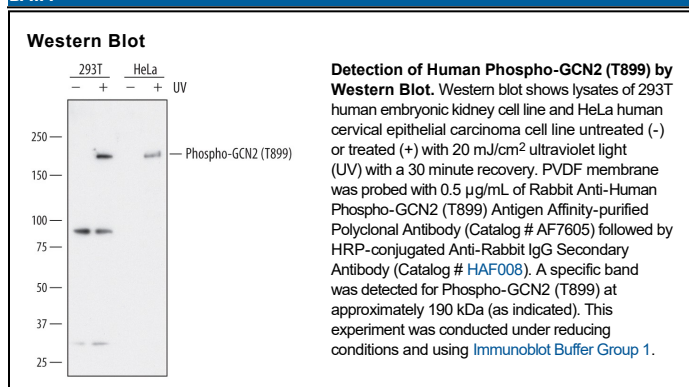 Western Blot
293T HeLa
− + − + UV
250
150
100
75
50
37
25
Phospho-GCN2 (T899)
Detection of Human Phospho-GCN2 (T899) by
Western Blot. Western blot shows lysates of 293T
human embryonic kidney cell line and HeLa human
cervical epithelial carcinoma cell line untreated (-)
or treated (+) with 20 mJ/cm² ultraviolet light
(UV) with a 30 minute recovery. PVDF membrane
was probed with 0.5 µg/mL of Rabbit Anti-Human
Phospho-GCN2 (T899) Antigen Affinity-purified
Polyclonal Antibody (Catalog # AF7605) followed by
HRP-conjugated Anti-Rabbit IgG Secondary
Antibody (Catalog # HAF008). A specific band
was detected for Phospho-GCN2 (T899) at
approximately 190 kDa (as indicated). This
experiment was conducted under reducing
conditions and using Immunoblot Buffer Group 1.